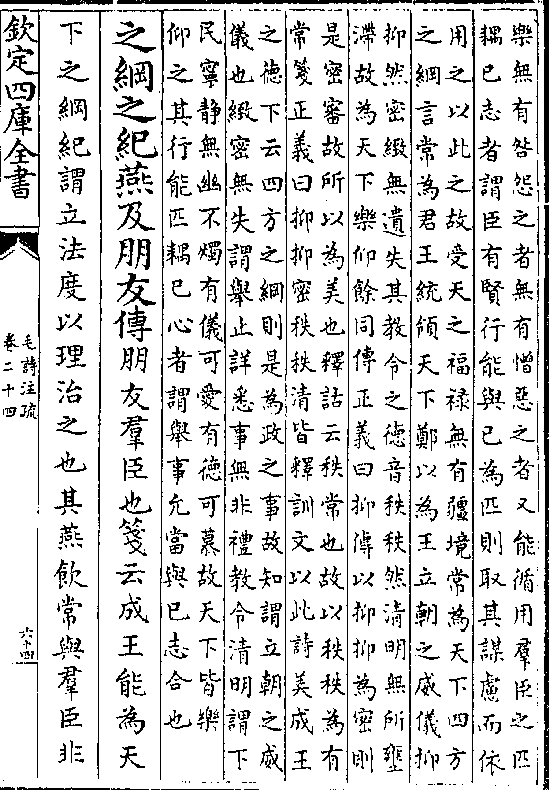 樂無有咎怨之者無有憎惡之者又能循用羣臣之匹
耦已志者謂臣有賢行能與已為匹則取其謀慮而依
用之以此之故受天之福禄無有疆境常為天下四方
之綱言常為君王統領天下鄭以為王立朝之威儀抑
抑然密緻無遺失其教令之德音秩秩然清明無所壅
滯故為天下樂仰餘同傳正義曰抑傳以抑抑為密則
是密審故所以為美也釋詁云秩常也故以秩秩為有
常箋正義曰抑抑密秩秩清皆釋訓文以此詩美成王
之德下云四方之綱則是為政之事故知謂立朝之威
儀也緻密無失謂舉止詳悉事無非禮教令清明謂下
民寧静無幽不燭有儀可愛有德可慕故天下皆樂
仰之其行能匹耦已心者謂舉事允當與已志合也
之綱之紀燕及朋友傳朋友羣臣也箋云成王能為天
下之綱紀謂立法度以理治之也其燕飲常與羣臣非
欽定四庫全書
毛詩注疏
卷二十四
六十四